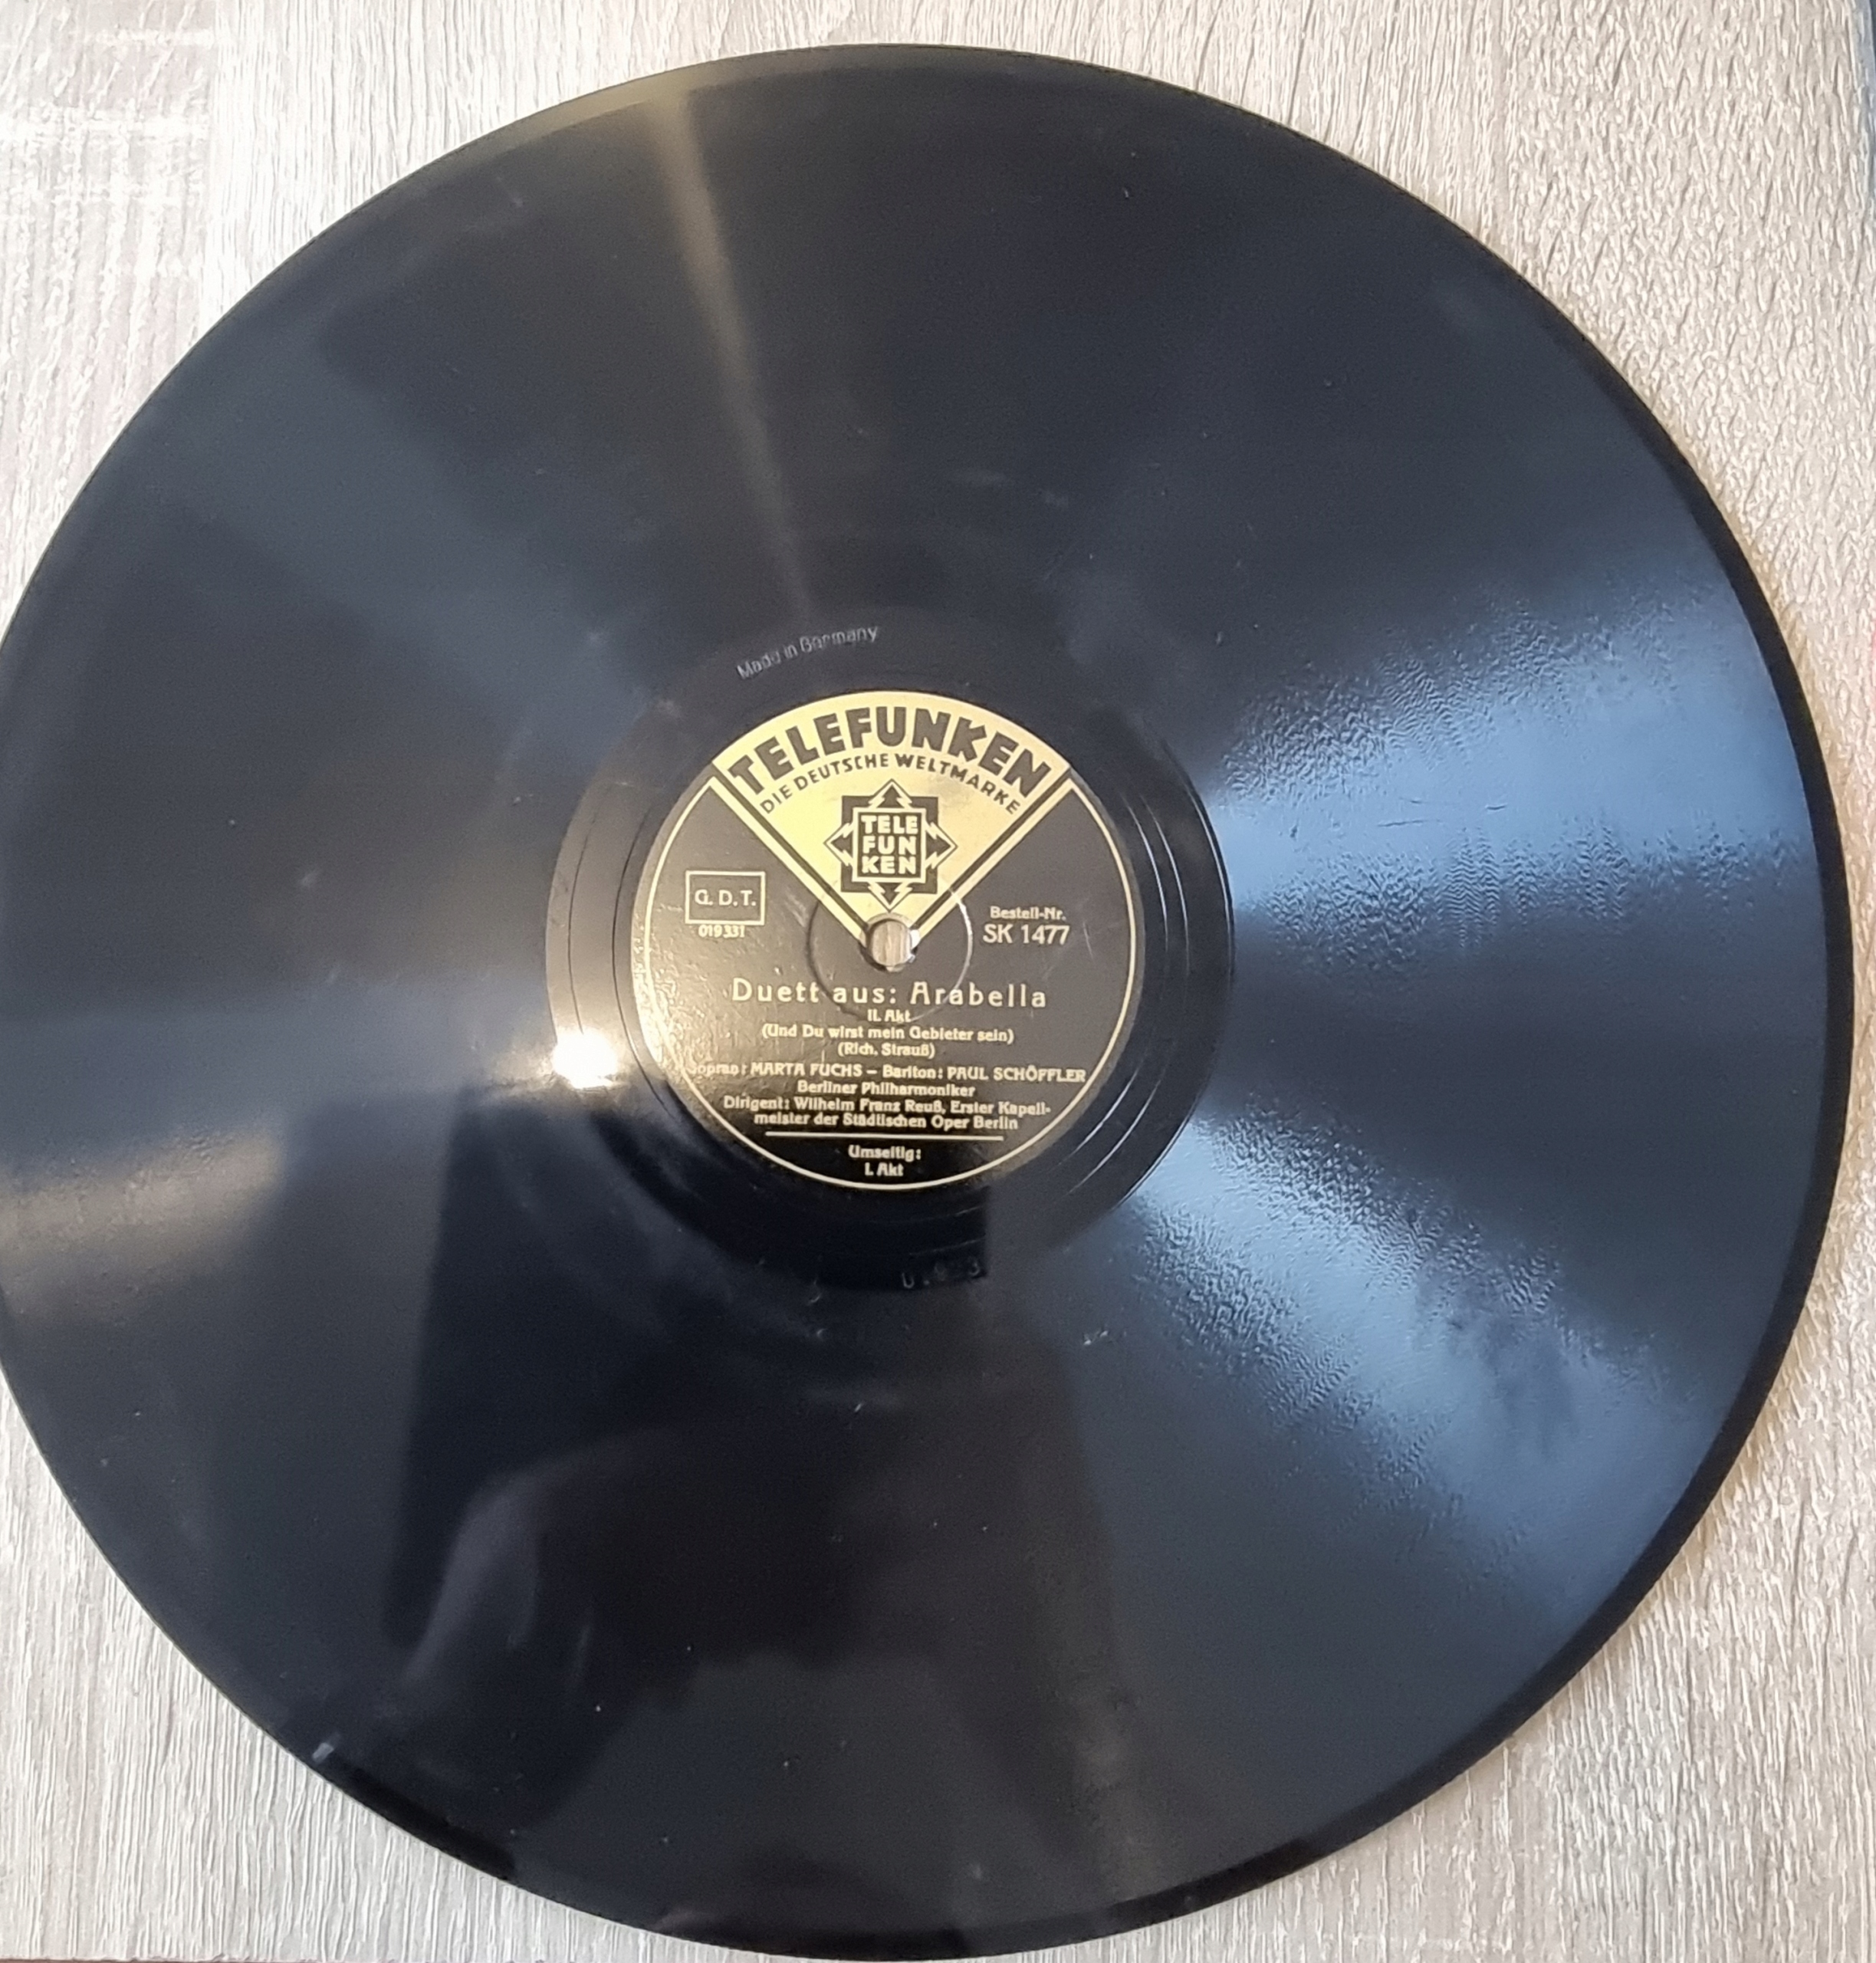 Made in Germany
TELEFUNKEN
DIE DEUTSCHE WELTMARKE
TELE
FUN
KEN
G. D. T.
019331
Bestell-Nr.
SK 1477
Duett aus: Arabella
II. Akt
(Und Du wirst mein Gebieter sein)
(Rich. Strauß)
Sopran: MARTA FUCHS – Bariton: PAUL SCHÖFFLER
Berliner Philharmoniker
Dirigent: Wilhelm Franz Reuß, Erster Kapell-
meister der Städtischen Oper Berlin
Umseitig:
I. Akt